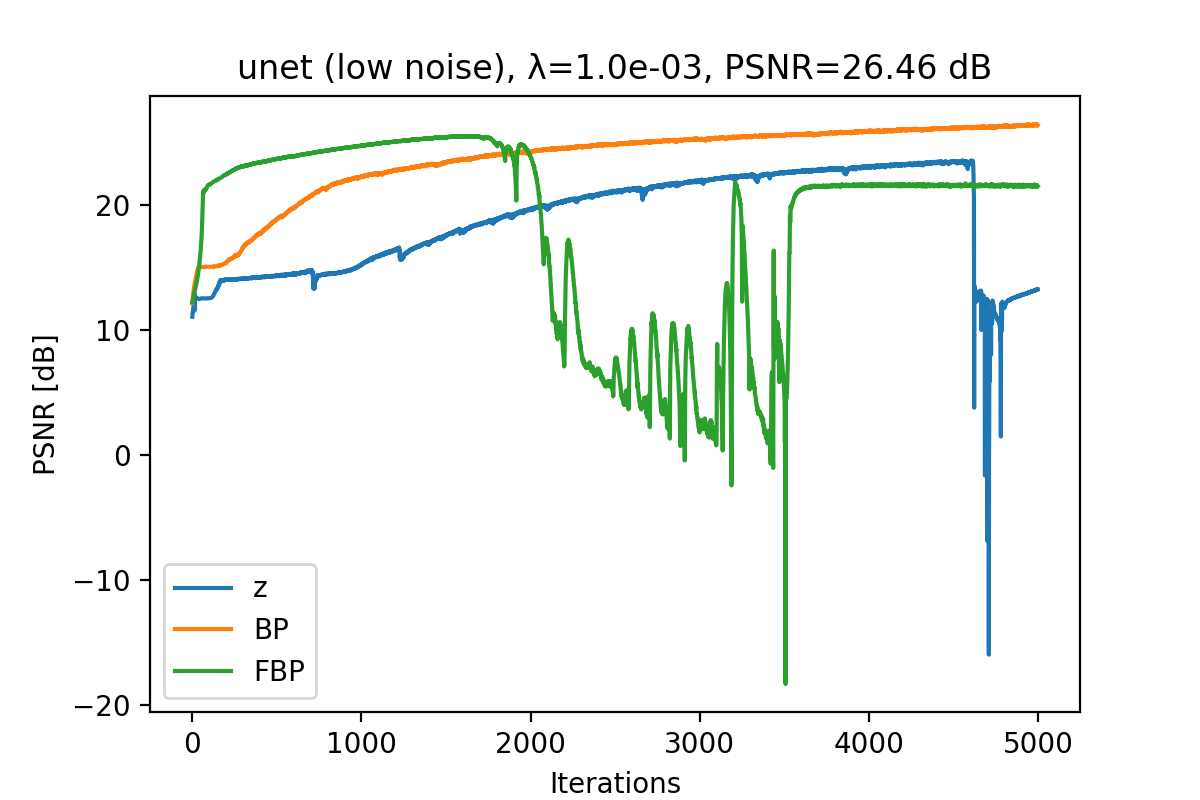 unet (low noise), λ=1.0e-03, PSNR=26.46 dB
20
10
0
−10
−20
PSNR [dB]
z
BP
FBP
0 1000 2000 3000 4000 5000
Iterations